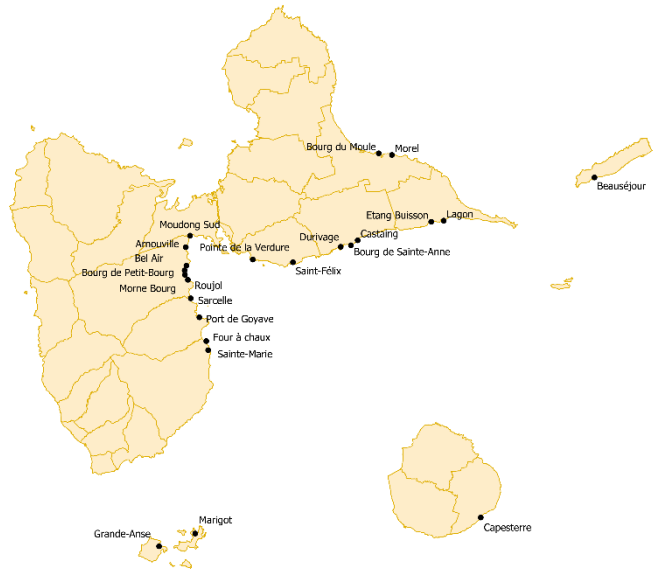 Bourg du Moule
Morel
Beauséjour
Etang Buisson
Lagon
Moudong Sud
Durivage
Castaing
Arnouville
Pointe de la Verdure
Bourg de Sainte-Anne
Bel Air
Saint-Félix
Bourg de Petit-Bourg
Roujol
Morne Bourg
Sarcelle
Port de Goyave
Four à chaux
Sainte-Marie
Marigot
Capesterre
Grande-Anse